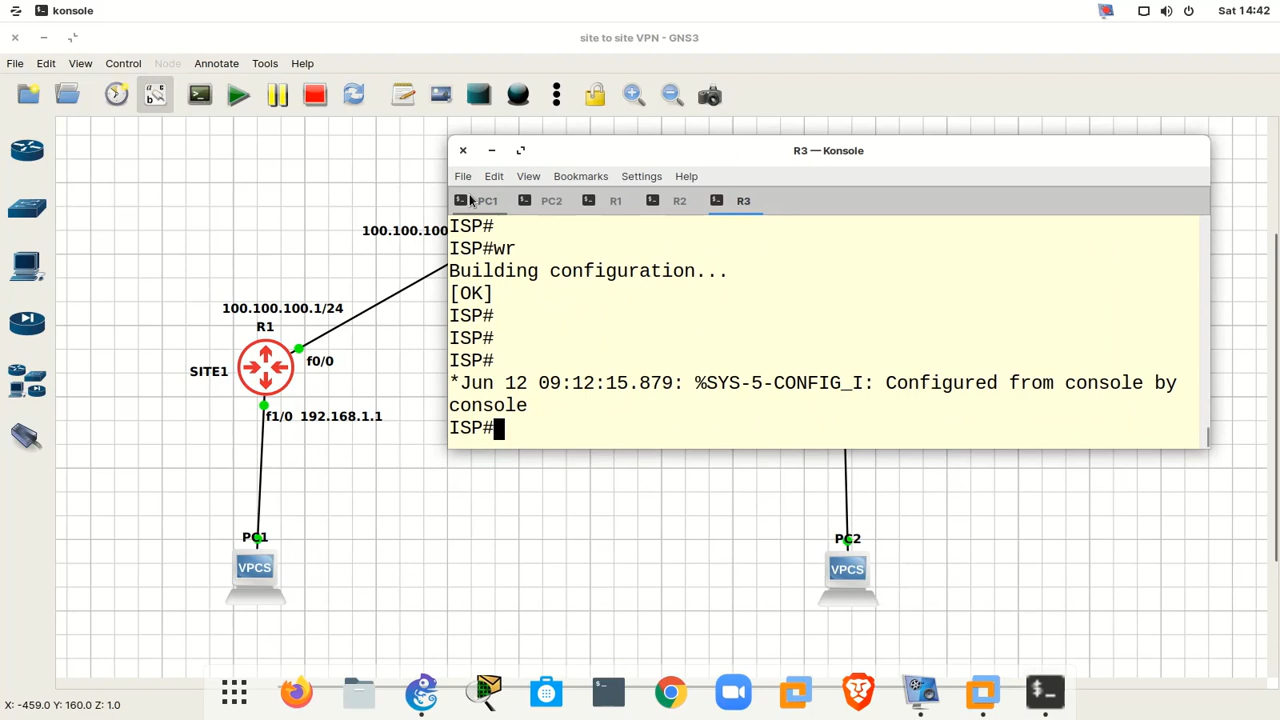 konsole
Sat 14:42
site to site VPN - GNS3
File Edit View Control Node Annotate Tools Help
R3 — Konsole
File Edit View Bookmarks Settings Help
PC1 PC2 R1 R2 R3
ISP#
ISP#wr
Building configuration...
[OK]
ISP#
ISP#
ISP#
*Jun 12 09:12:15.879: %SYS-5-CONFIG_I: Configured from console by
console
ISP#
100.100.100
100.100.100.1/24
R1
SITE1
f0/0
f1/0 192.168.1.1
PC1
VPCS
PC2
VPCS
X: -459.0 Y: 160.0 Z: 1.0